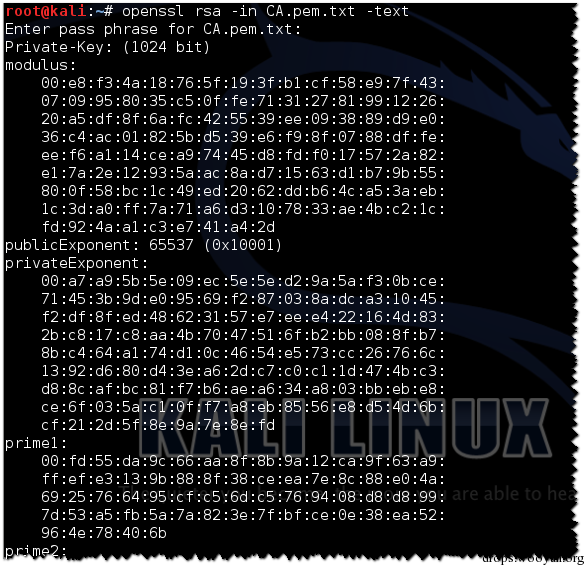 root@kali:~# openssl rsa -in CA.pem.txt -text
Enter pass phrase for CA.pem.txt:
Private-Key: (1024 bit)
modulus:
00:e8:f3:4a:18:76:5f:19:3f:b1:cf:58:e9:7f:43:
07:09:95:80:35:c5:0f:fe:71:31:27:81:99:12:26:
20:a5:df:8f:6a:fc:42:55:39:ee:09:38:89:d9:e0:
36:c4:ac:01:82:5b:d5:39:e6:f9:8f:07:88:df:fe:
ee:f6:a1:14:ce:a9:74:45:d8:fd:f0:17:57:2a:82:
e1:7a:2e:12:93:5a:ac:8a:d7:15:63:d1:b7:9b:55:
80:0f:58:bc:1c:49:ed:20:62:dd:b6:4c:a5:3a:eb:
1c:3d:a0:ff:7a:71:a6:d3:10:78:33:ae:4b:c2:1c:
fd:92:4a:a1:c3:e7:41:a4:2d
publicExponent: 65537 (0x10001)
privateExponent:
00:a7:a9:5b:5e:09:ec:5e:5e:d2:9a:5a:f3:0b:ce:
71:45:3b:9d:e0:95:69:f2:87:03:8a:dc:a3:10:45:
f2:df:8f:ed:48:62:31:57:e7:ee:e4:22:16:4d:83:
2b:c8:17:c8:aa:4b:70:47:51:6f:b2:bb:08:8f:b7:
8b:c4:64:a1:74:d1:0c:46:54:e5:73:cc:26:76:6c:
13:92:d6:80:d4:3e:a6:2d:c7:c0:c1:1d:47:4b:c3:
d8:8c:af:bc:81:f7:b6:ae:a6:34:a8:03:bb:eb:e8:
ce:6f:03:5a:c1:0f:f7:a8:eb:85:56:e8:d5:4d:6b:
cf:21:2d:5f:8e:9a:7e:8e:fd
KALI LINUX
prime1:
00:fd:55:da:9c:66:aa:8f:8b:9a:12:ca:9f:63:a9:
ff:ef:e3:13:9b:88:8f:38:ce:ea:7e:8c:88:e0:4a:
69:25:76:64:95:cf:c5:6d:c5:76:94:08:d8:d8:99:
are able to hea
7d:53:a5:fb:5a:7a:82:3e:7f:bf:ce:0e:38:ea:52:
96:4e:78:40:6b
prime2:
drops.wooyun.org